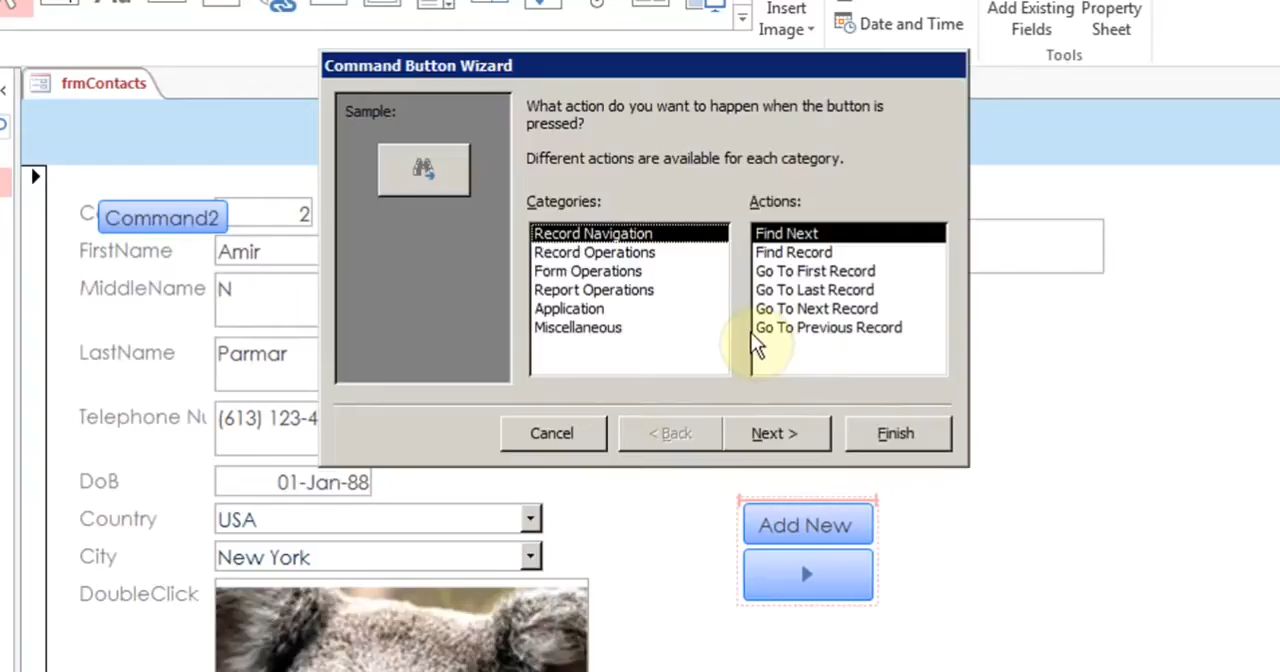 Insert
Image
Date and Time
Add Existing
Fields
Property
Sheet
Tools
frmContacts
Command Button Wizard
Sample:
What action do you want to happen when the button is
pressed?
Different actions are available for each category.
Categories:
Actions:
Record Navigation
Record Operations
Form Operations
Report Operations
Application
Miscellaneous
Find Next
Find Record
Go To First Record
Go To Last Record
Go To Next Record
Go To Previous Record
Cancel
< Back
Next >
Finish
Command2
2
FirstName
Amir
MiddleName
N
LastName
Parmar
Telephone Nu
(613) 123-4
DoB
01-Jan-88
Country
USA
City
New York
DoubleClick
Add New